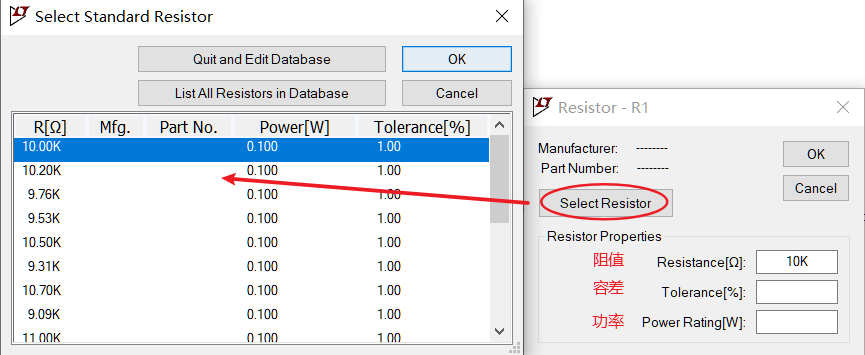 Select Standard Resistor
Quit and Edit Database
OK
List All Resistors in Database
Cancel
R[Ω] Mfg. Part No. Power[W] Tolerance[%]
10.00K 0.100 1.00
10.20K 0.100 1.00
9.76K 0.100 1.00
9.53K 0.100 1.00
10.50K 0.100 1.00
9.31K 0.100 1.00
10.70K 0.100 1.00
9.09K 0.100 1.00
11.00K 0.100 1.00
Resistor - R1
Manufacturer: --------
Part Number: --------
OK
Cancel
Select Resistor
Resistor Properties
阻值 Resistance[Ω]: 10K
容差 Tolerance[%]:
功率 Power Rating[W]: